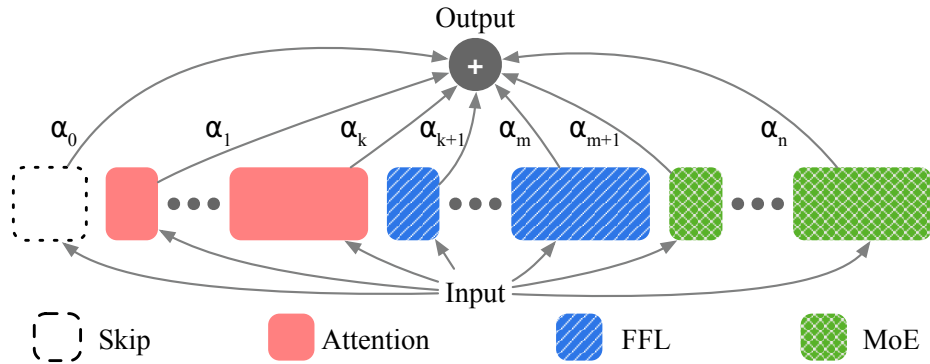 Output
+
α0 α1 αk αk+1 αm αm+1 αn
Input
Skip Attention FFL MoE